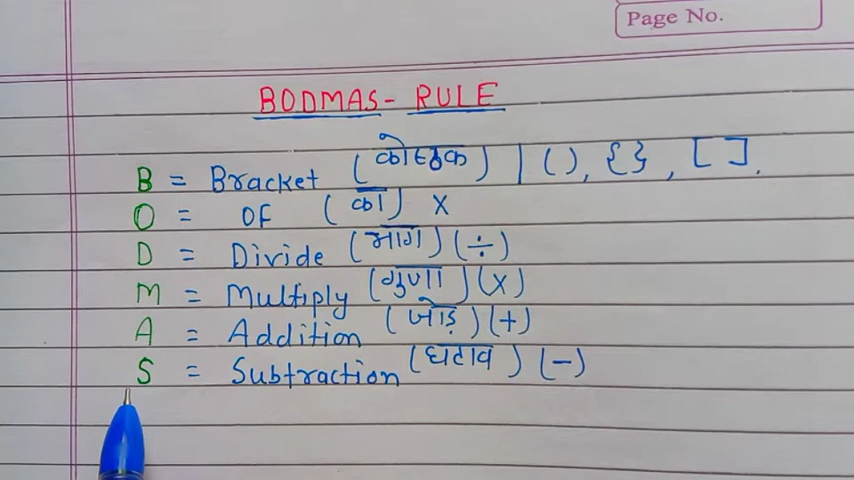 Page No.
BODMAS- RULE
B = Bracket (कोष्ठक) | (), {}, [].
O = OF (का) X
D = Divide (भाग) (÷)
M = Multiply (गुणा) (x)
A = Addition (जोड़) (+)
S = Subtraction (घटाव) (-)